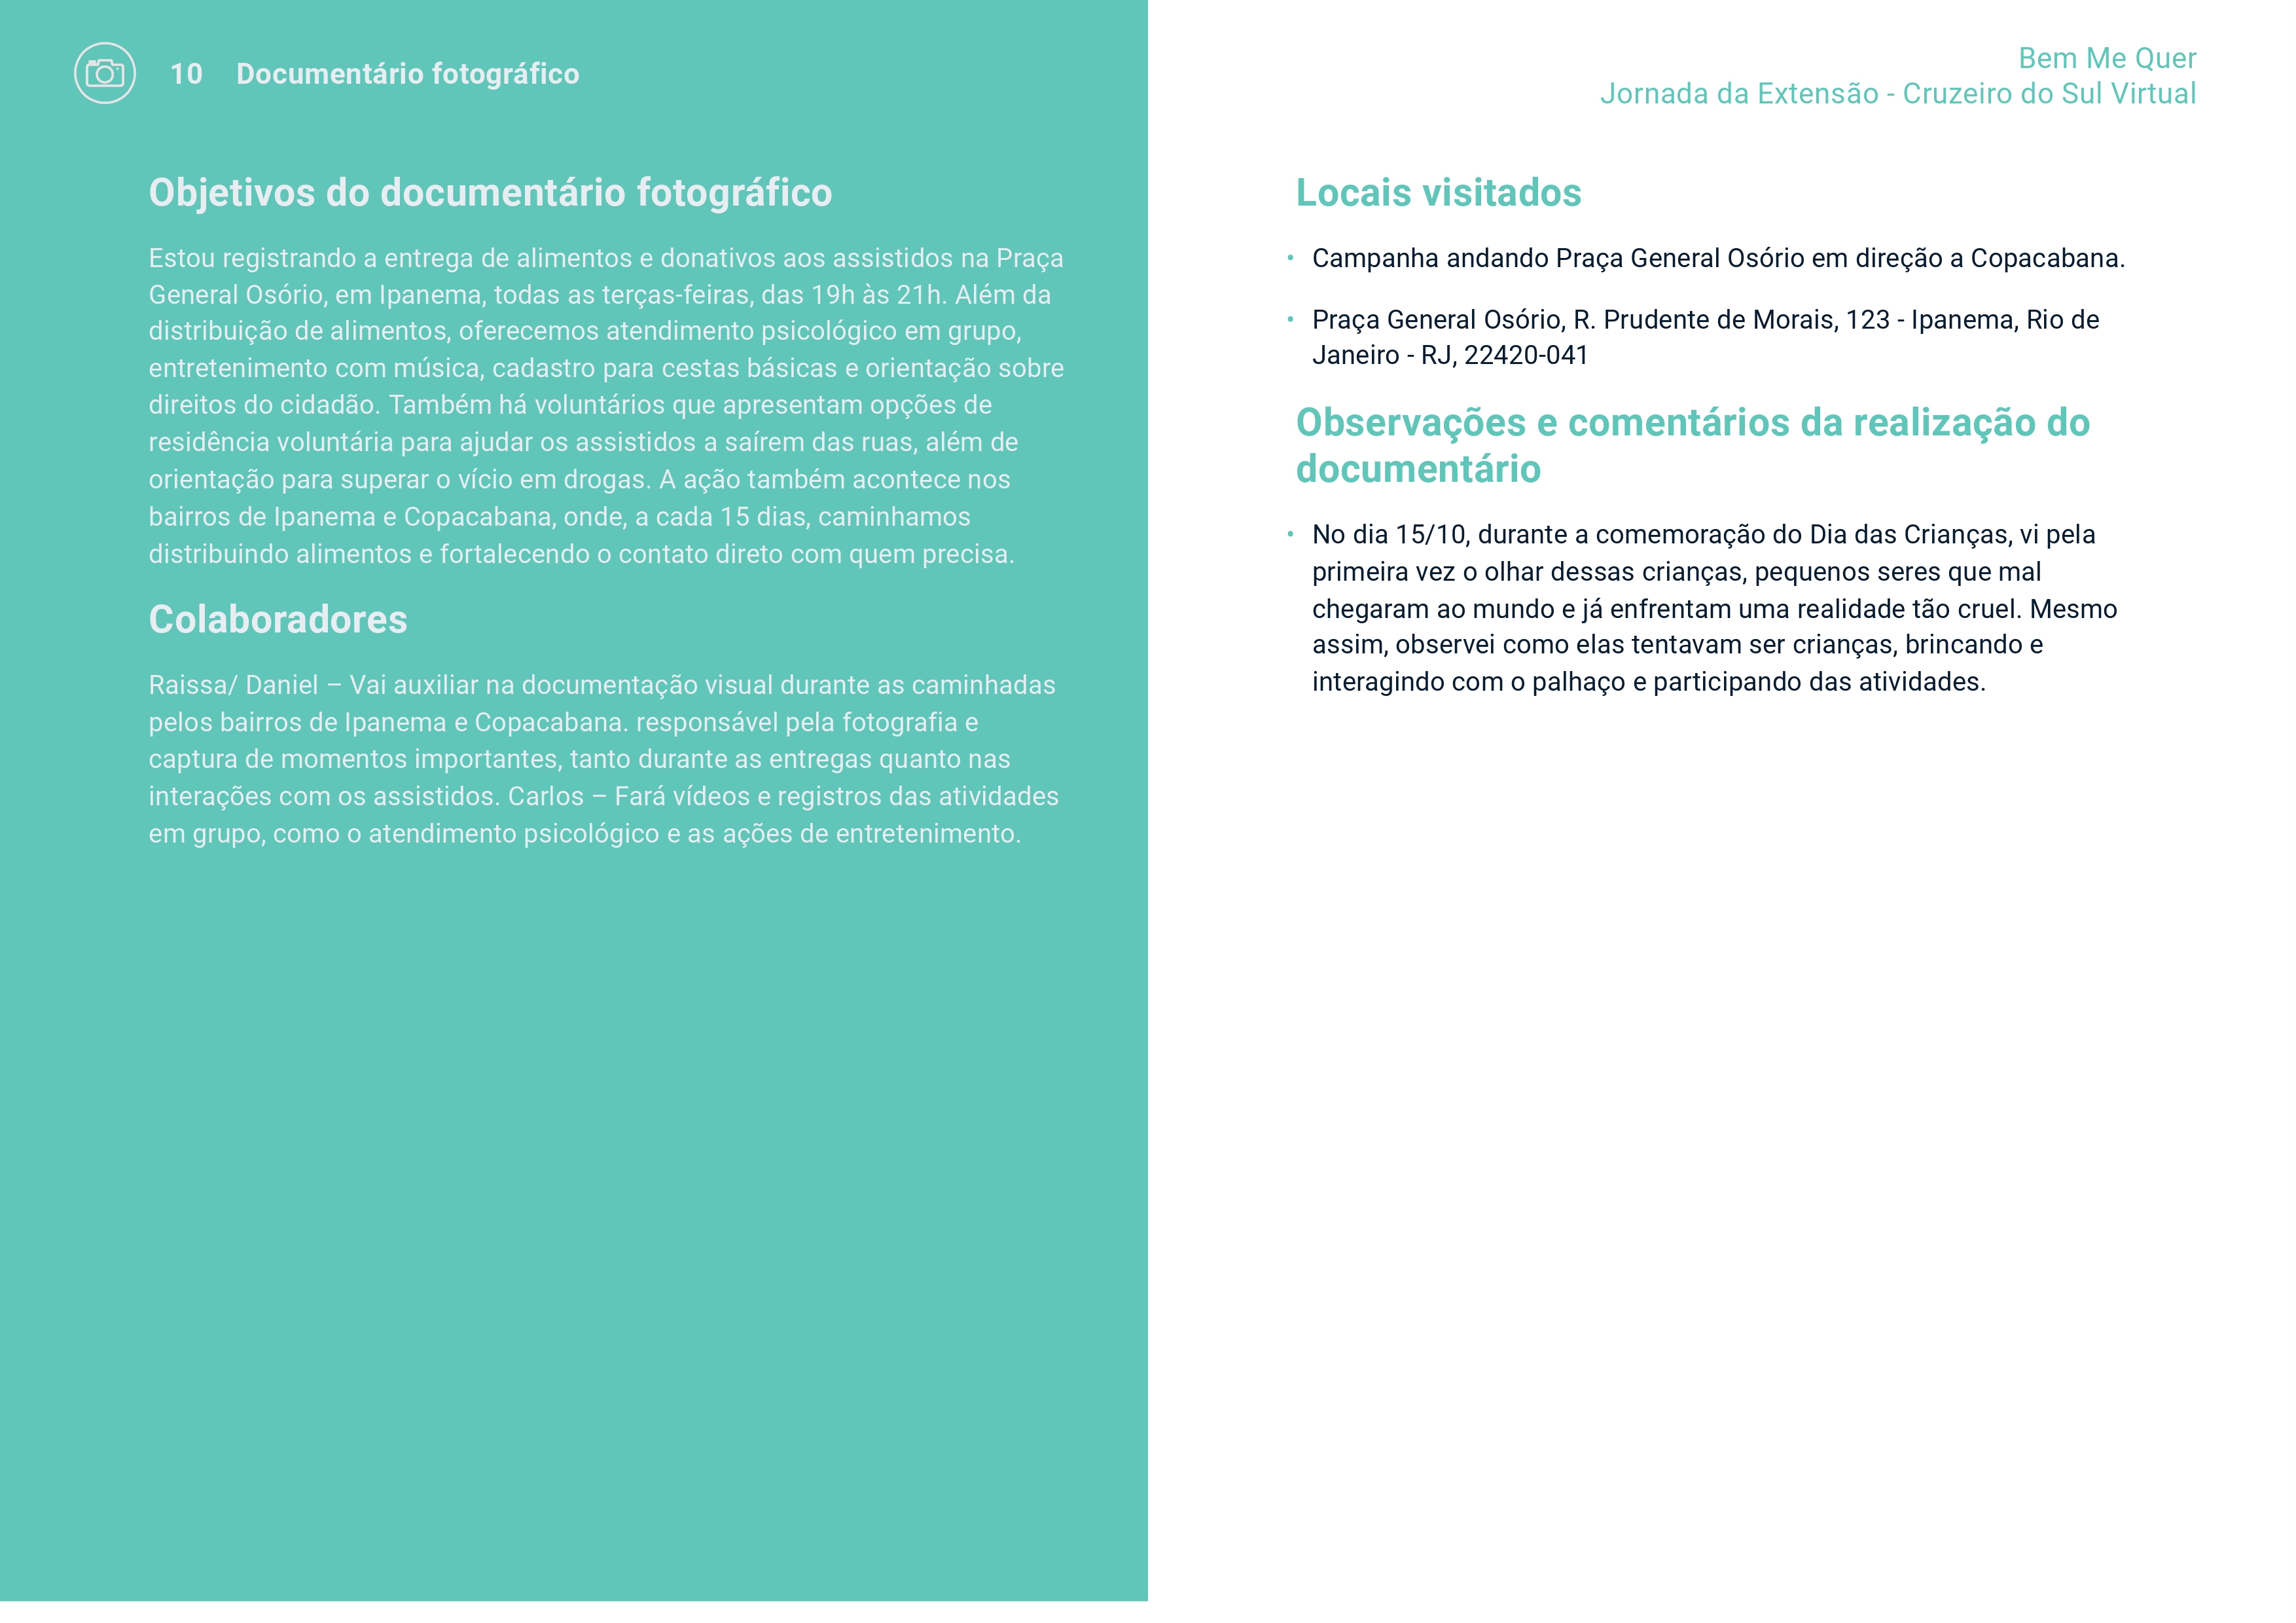 10 Documentário fotográfico
Bem Me Quer
Jornada da Extensão - Cruzeiro do Sul Virtual
Objetivos do documentário fotográfico
Estou registrando a entrega de alimentos e donativos aos assistidos na Praça
General Osório, em Ipanema, todas as terças-feiras, das 19h às 21h. Além da
distribuição de alimentos, oferecemos atendimento psicológico em grupo,
entretenimento com música, cadastro para cestas básicas e orientação sobre
direitos do cidadão. Também há voluntários que apresentam opções de
residência voluntária para ajudar os assistidos a saírem das ruas, além de
orientação para superar o vício em drogas. A ação também acontece nos
bairros de Ipanema e Copacabana, onde, a cada 15 dias, caminhamos
distribuindo alimentos e fortalecendo o contato direto com quem precisa.
Colaboradores
Raissa/ Daniel – Vai auxiliar na documentação visual durante as caminhadas
pelos bairros de Ipanema e Copacabana. responsável pela fotografia e
captura de momentos importantes, tanto durante as entregas quanto nas
interações com os assistidos. Carlos – Fará vídeos e registros das atividades
em grupo, como o atendimento psicológico e as ações de entretenimento.
Locais visitados
• Campanha andando Praça General Osório em direção a Copacabana.
• Praça General Osório, R. Prudente de Morais, 123 - Ipanema, Rio de
Janeiro - RJ, 22420-041
Observações e comentários da realização do
documentário
• No dia 15/10, durante a comemoração do Dia das Crianças, vi pela
primeira vez o olhar dessas crianças, pequenos seres que mal
chegaram ao mundo e já enfrentam uma realidade tão cruel. Mesmo
assim, observei como elas tentavam ser crianças, brincando e
interagindo com o palhaço e participando das atividades.